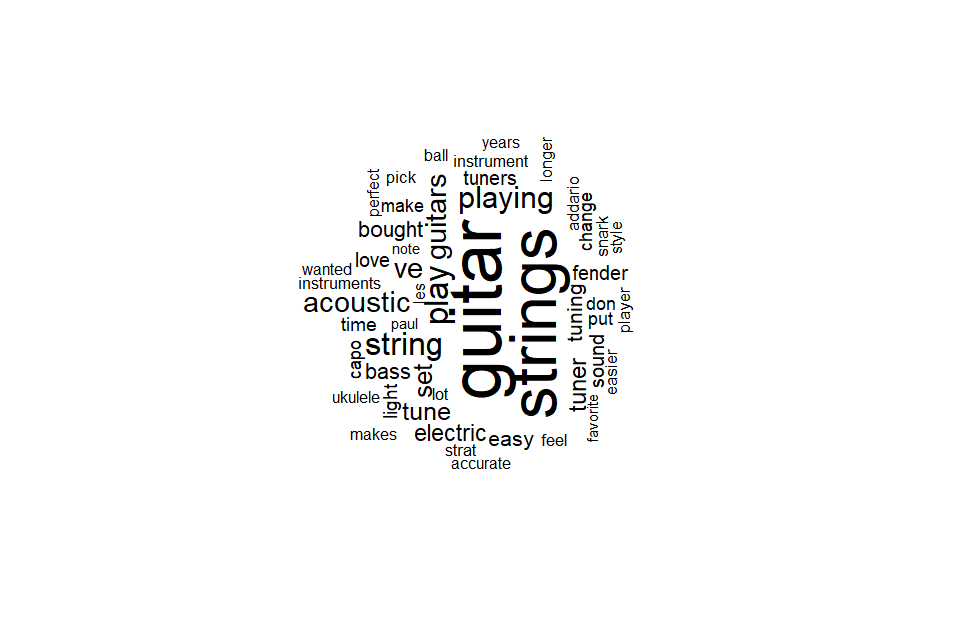 years
ball
instrument
longer
perfect
pick
tuners
make
guitars
playing
addario
change
bought
note
snark
style
wanted
love
ve
guitar
strings
fender
instruments
les
play
acoustic
tuning
don
put
player
time
paul
string
capo
bass
set
tuner
sound
easier
ukulele
light
lot
tune
favorite
makes
electric
easy
feel
strat
accurate